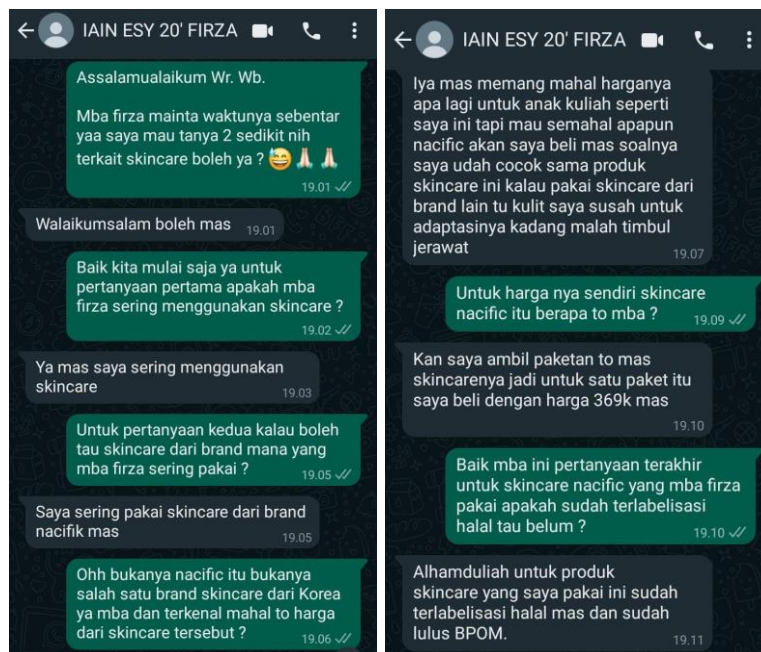 IAIN ESY 20' FIRZA
Assalamualaikum Wr. Wb.
Mba firza mainta waktunya sebentar
yaa saya mau tanya 2 sedikit nih
terkait skincare boleh ya ? 😅🙏🏻🙏🏻
19.01
Walaikumsalam boleh mas
19.01
Baik kita mulai saja ya untuk
pertanyaan pertama apakah mba
firza sering menggunakan skincare ?
19.02
Ya mas saya sering menggunakan
skincare
19.03
Untuk pertanyaan kedua kalau boleh
tau skincare dari brand mana yang
mba firza sering pakai ?
19.05
Saya sering pakai skincare dari brand
nacifik mas
19.05
Ohh bukanya nacific itu bukanya
salah satu brand skincare dari Korea
ya mba dan terkenal mahal to harga
dari skincare tersebut ?
19.06
IAIN ESY 20' FIRZA
Iya mas memang mahal harganya
apa lagi untuk anak kuliah seperti
saya ini tapi mau semahal apapun
nacific akan saya beli mas soalnya
saya udah cocok sama produk
skincare ini kalau pakai skincare dari
brand lain tu kulit saya susah untuk
adaptasinya kadang malah timbul
jerawat
19.07
Untuk harga nya sendiri skincare
nacific itu berapa to mba ?
19.09
Kan saya ambil paketan to mas
skincarenya jadi untuk satu paket itu
saya beli dengan harga 369k mas
19.10
Baik mba ini pertanyaan terakhir
untuk skincare nacific yang mba firza
pakai apakah sudah terlabelisasi
halal tau belum ?
19.10
Alhamduliah untuk produk
skincare yang saya pakai ini sudah
terlabelisasi halal mas dan sudah
lulus BPOM.
19.11